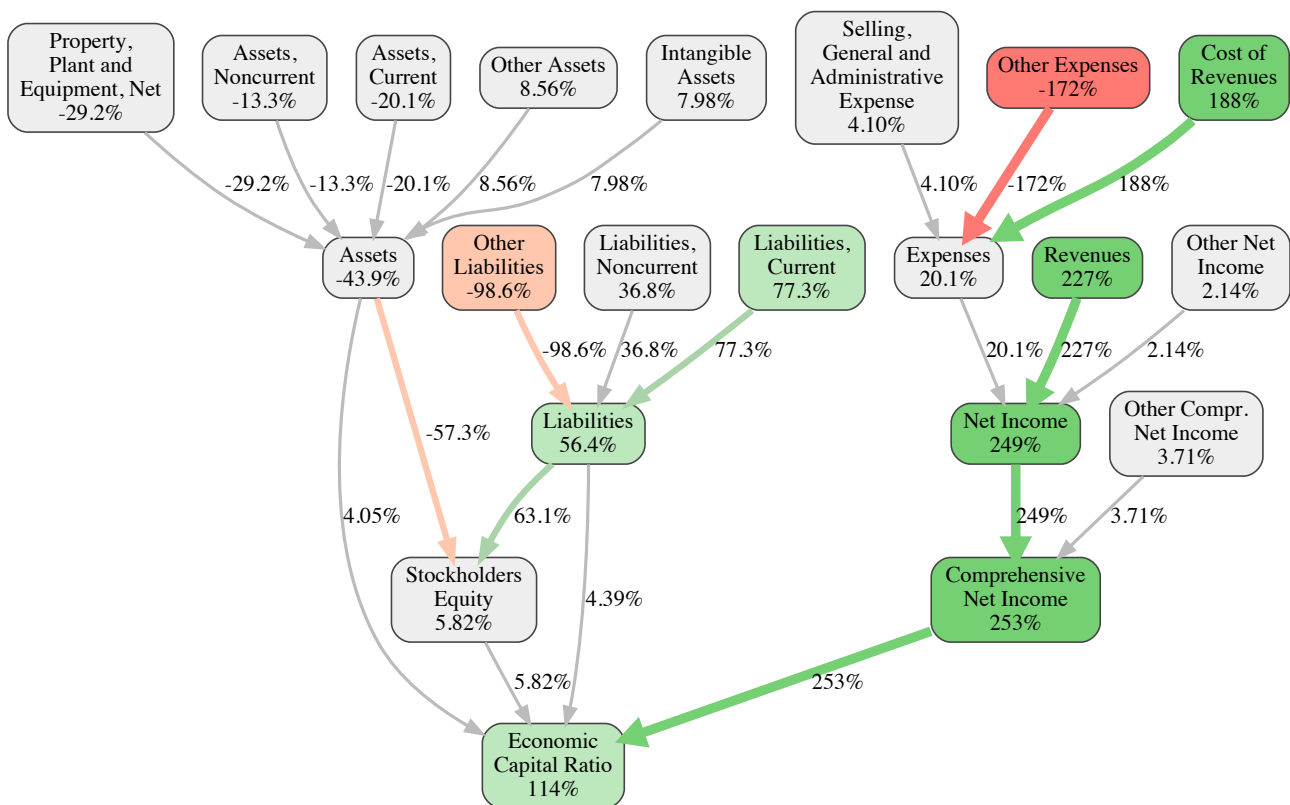 Property,
Plant and
Equipment, Net
-29.2%
Assets,
Noncurrent
-13.3%
Assets,
Current
-20.1%
Other Assets
8.56%
Intangible
Assets
7.98%
Selling,
General and
Administrative
Expense
4.10%
Other Expenses
-172%
Cost of
Revenues
188%
-29.2%
-13.3%
-20.1%
8.56%
7.98%
4.10%
-172%
188%
Assets
-43.9%
Other
Liabilities
-98.6%
Liabilities,
Noncurrent
36.8%
Liabilities,
Current
77.3%
Expenses
20.1%
Revenues
227%
Other Net
Income
2.14%
-98.6%
36.8%
77.3%
20.1%
227%
2.14%
-57.3%
Liabilities
56.4%
Net Income
249%
Other Compr.
Net Income
3.71%
4.05%
63.1%
249%
3.71%
Stockholders
Equity
5.82%
4.39%
Comprehensive
Net Income
253%
5.82%
253%
Economic
Capital Ratio
114%